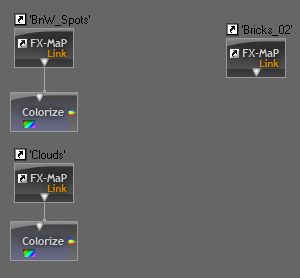 'BnW_Spots'
FX-MaP
Link
Colorize
'Bricks_02'
FX-MaP
Link
'Clouds'
FX-MaP
Link
Colorize